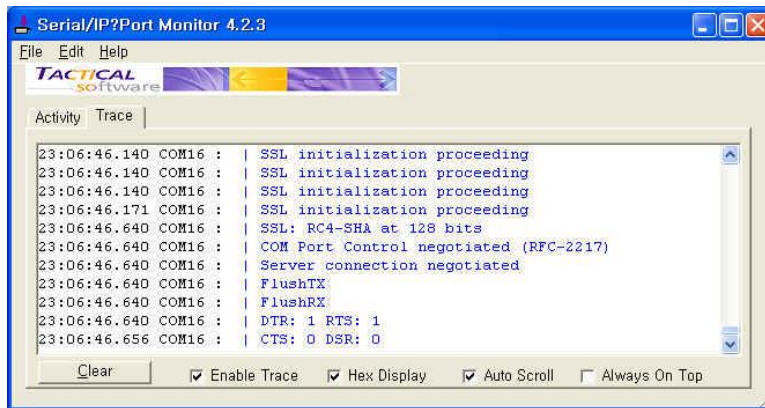 Serial/IP?Port Monitor 4.2.3
File Edit Help
TACTICAL
software
Activity Trace
23:06:46.140 COM16 : | SSL initialization proceeding
23:06:46.140 COM16 : | SSL initialization proceeding
23:06:46.140 COM16 : | SSL initialization proceeding
23:06:46.171 COM16 : | SSL initialization proceeding
23:06:46.640 COM16 : | SSL: RC4-SHA at 128 bits
23:06:46.640 COM16 : | COM Port Control negotiated (RFC-2217)
23:06:46.640 COM16 : | Server connection negotiated
23:06:46.640 COM16 : | FlushTX
23:06:46.640 COM16 : | FlushRX
23:06:46.640 COM16 : | DTR: 1 RTS: 1
23:06:46.656 COM16 : | CTS: 0 DSR: 0
Clear Enable Trace Hex Display Auto Scroll Always On Top